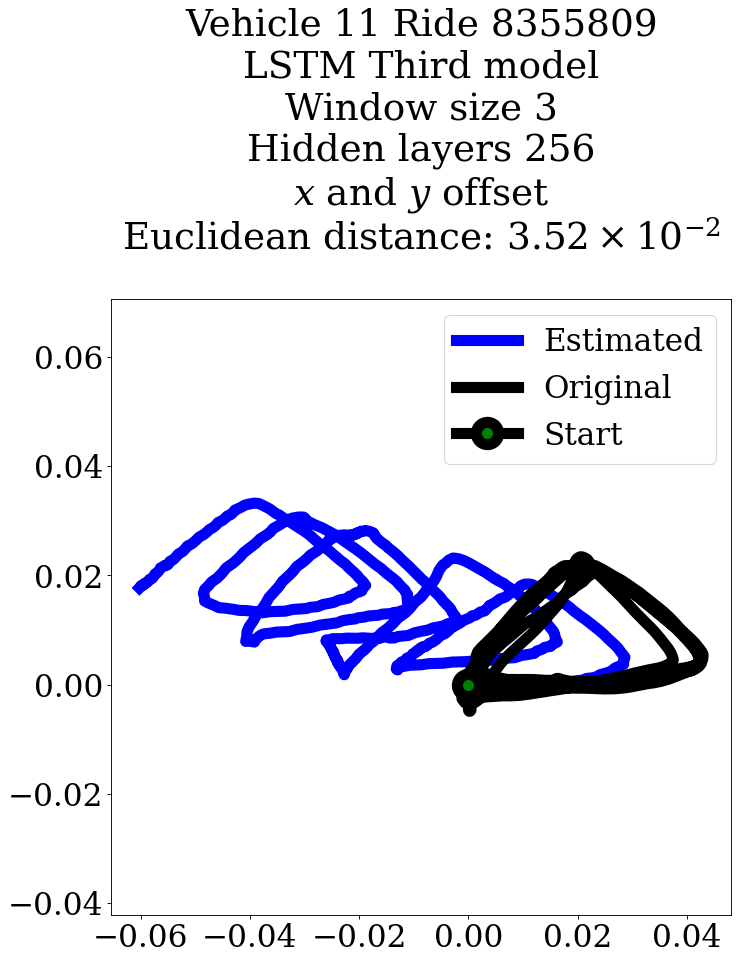 Vehicle 11 Ride 8355809
LSTM Third model
Window size 3
Hidden layers 256
x and y offset
Euclidean distance: 3.52 × 10⁻²
Estimated
Original
Start
0.06
0.04
0.02
0.00
−0.02
−0.04
−0.06 −0.04 −0.02 0.00 0.02 0.04